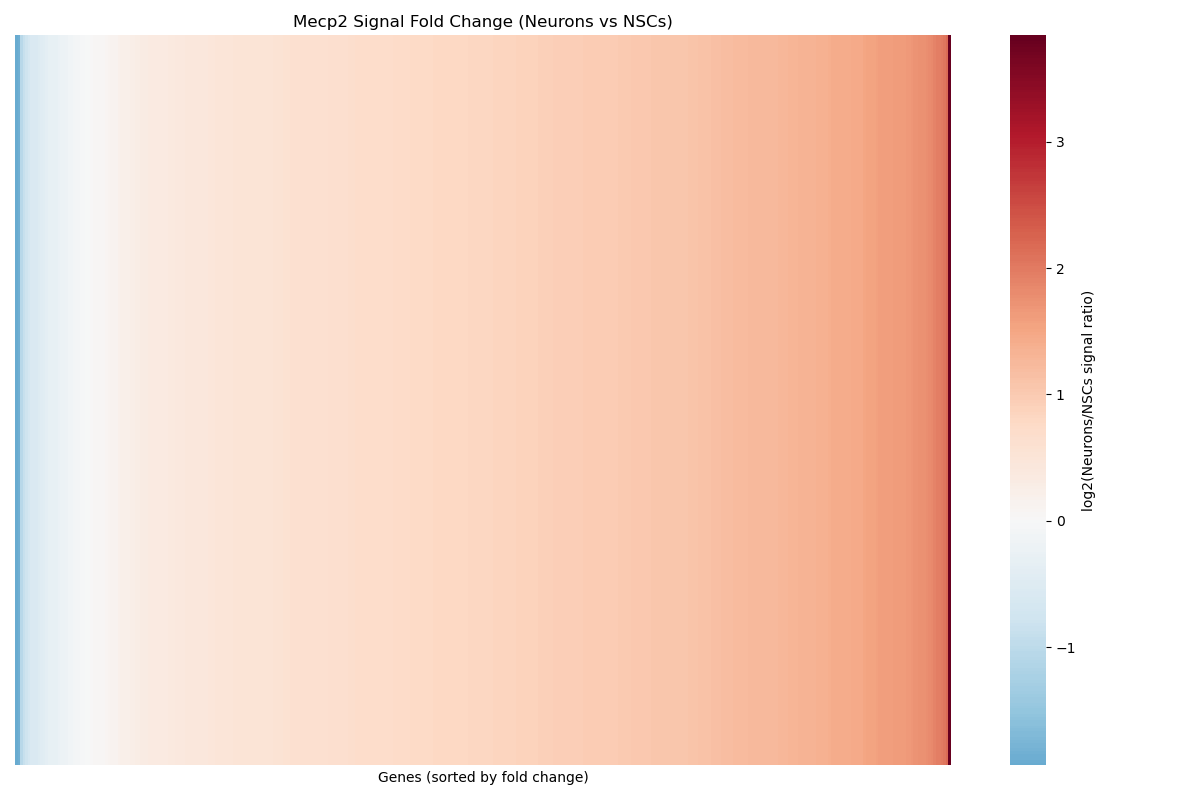 Mecp2 Signal Fold Change (Neurons vs NSCs)
3
2
1
0
−1
log2(Neurons/NSCs signal ratio)
Genes (sorted by fold change)